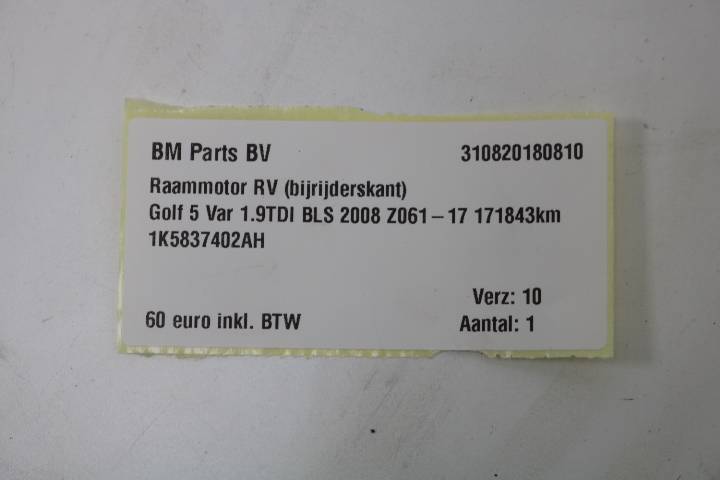 BM Parts BV 310820180810
Raammotor RV (bijrijderskant)
Golf 5 Var 1.9TDI BLS 2008 Z061-17 171843km
1K5837402AH
Verz: 10
60 euro inkl. BTW Aantal: 1